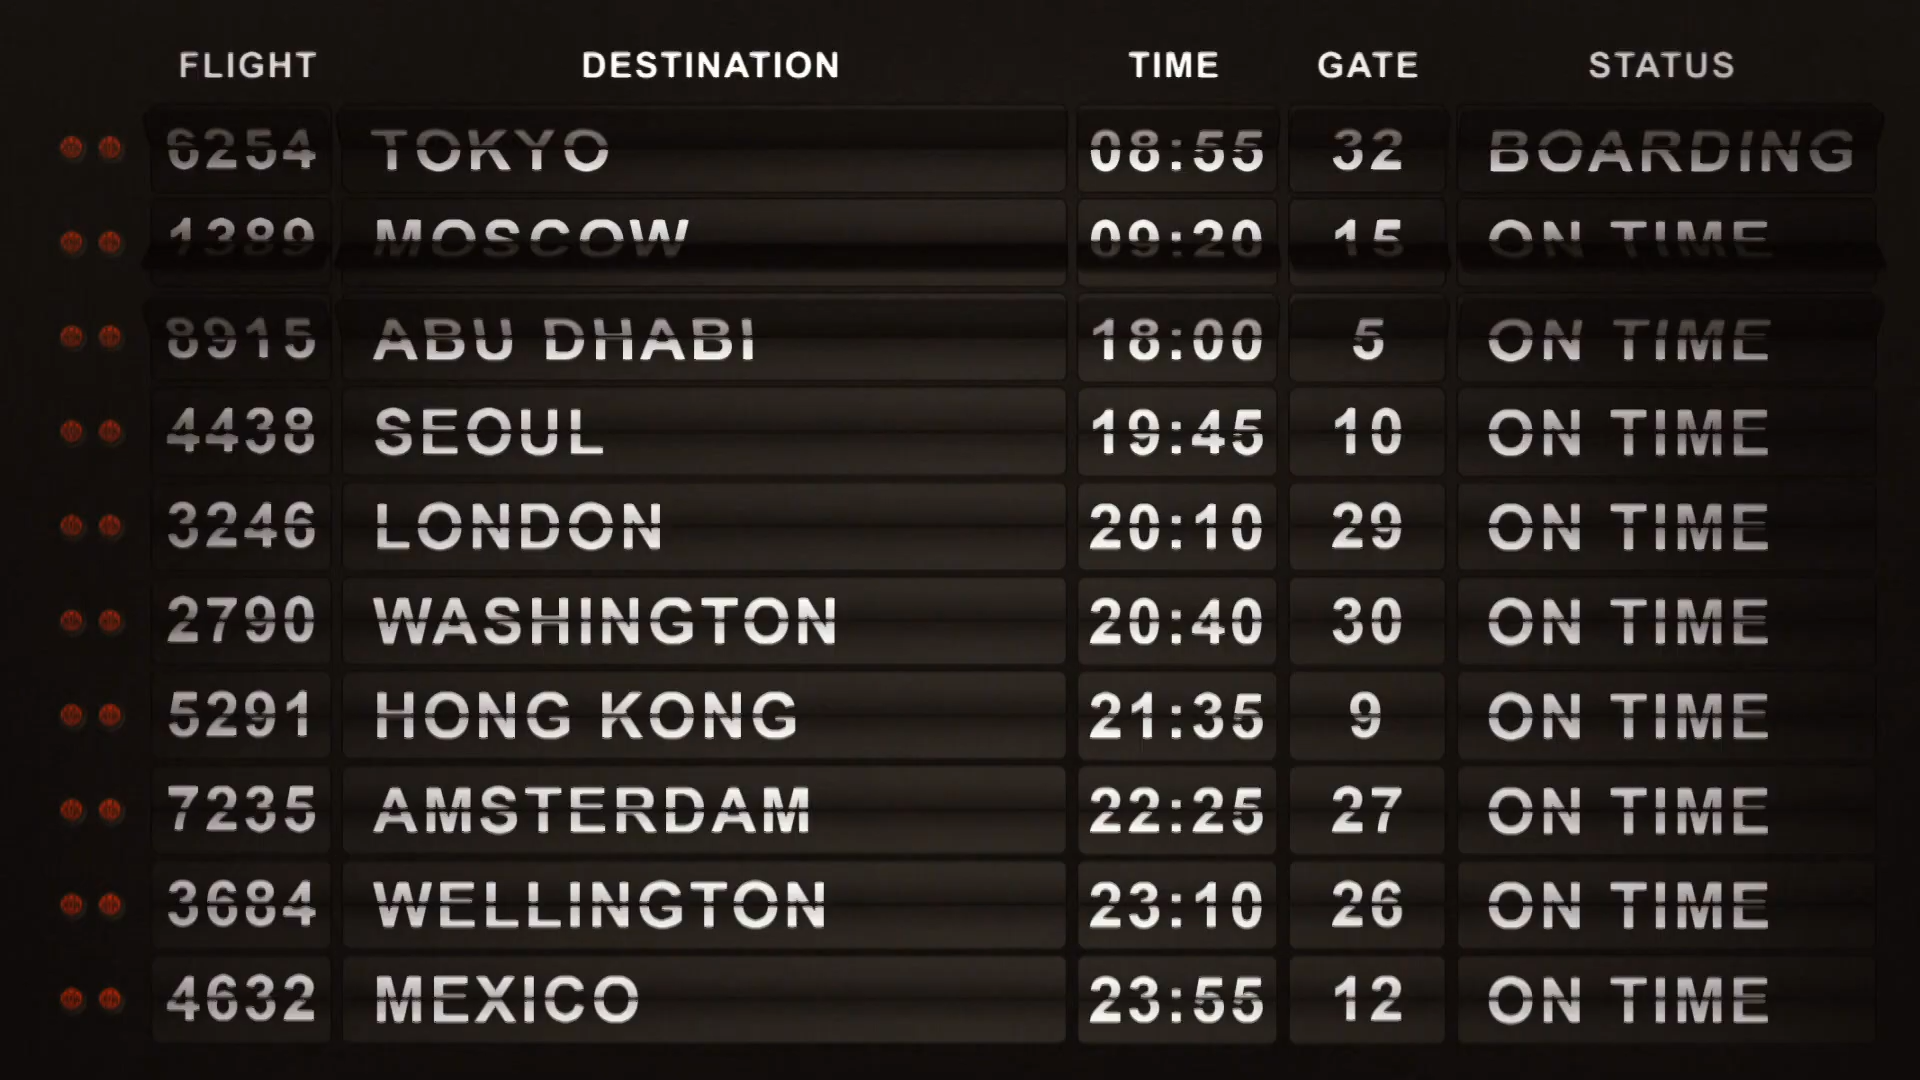 FLIGHT DESTINATION TIME GATE STATUS
6254 TOKYO 08:55 32 BOARDING
1389 MOSCOW 09:20 15 ON TIME
8915 ABU DHABI 18:00 5 ON TIME
4438 SEOUL 19:45 10 ON TIME
3246 LONDON 20:10 29 ON TIME
2790 WASHINGTON 20:40 30 ON TIME
5291 HONG KONG 21:35 9 ON TIME
7235 AMSTERDAM 22:25 27 ON TIME
3684 WELLINGTON 23:10 26 ON TIME
4632 MEXICO 23:55 12 ON TIME